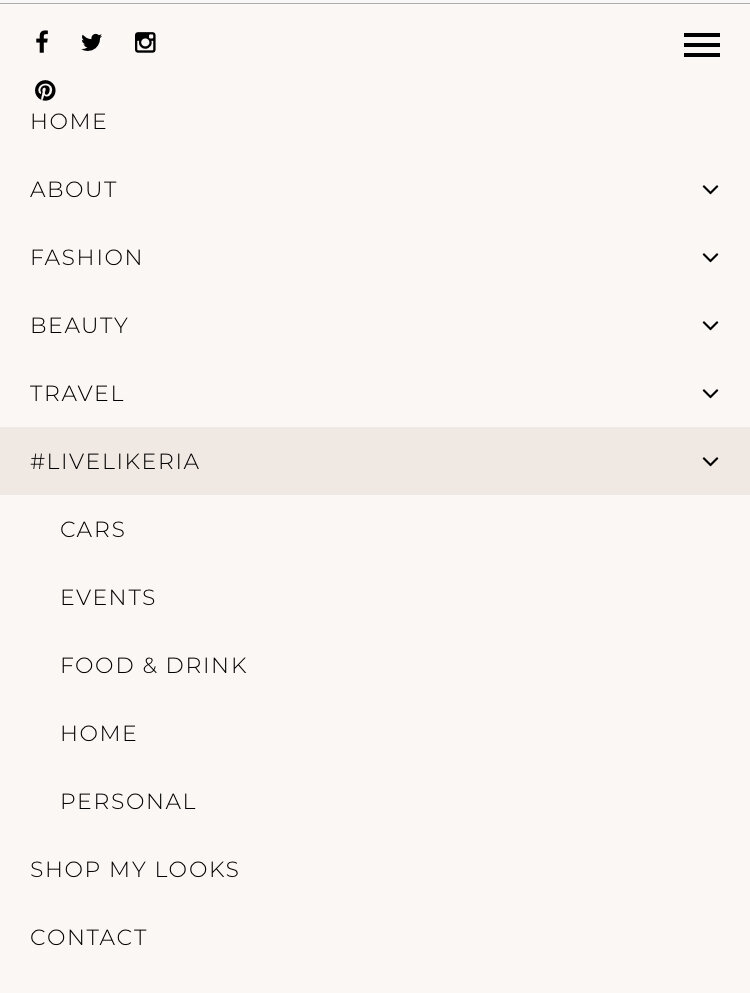 HOME
ABOUT
FASHION
BEAUTY
TRAVEL
#LIVELIKERIA
CARS
EVENTS
FOOD & DRINK
HOME
PERSONAL
SHOP MY LOOKS
CONTACT